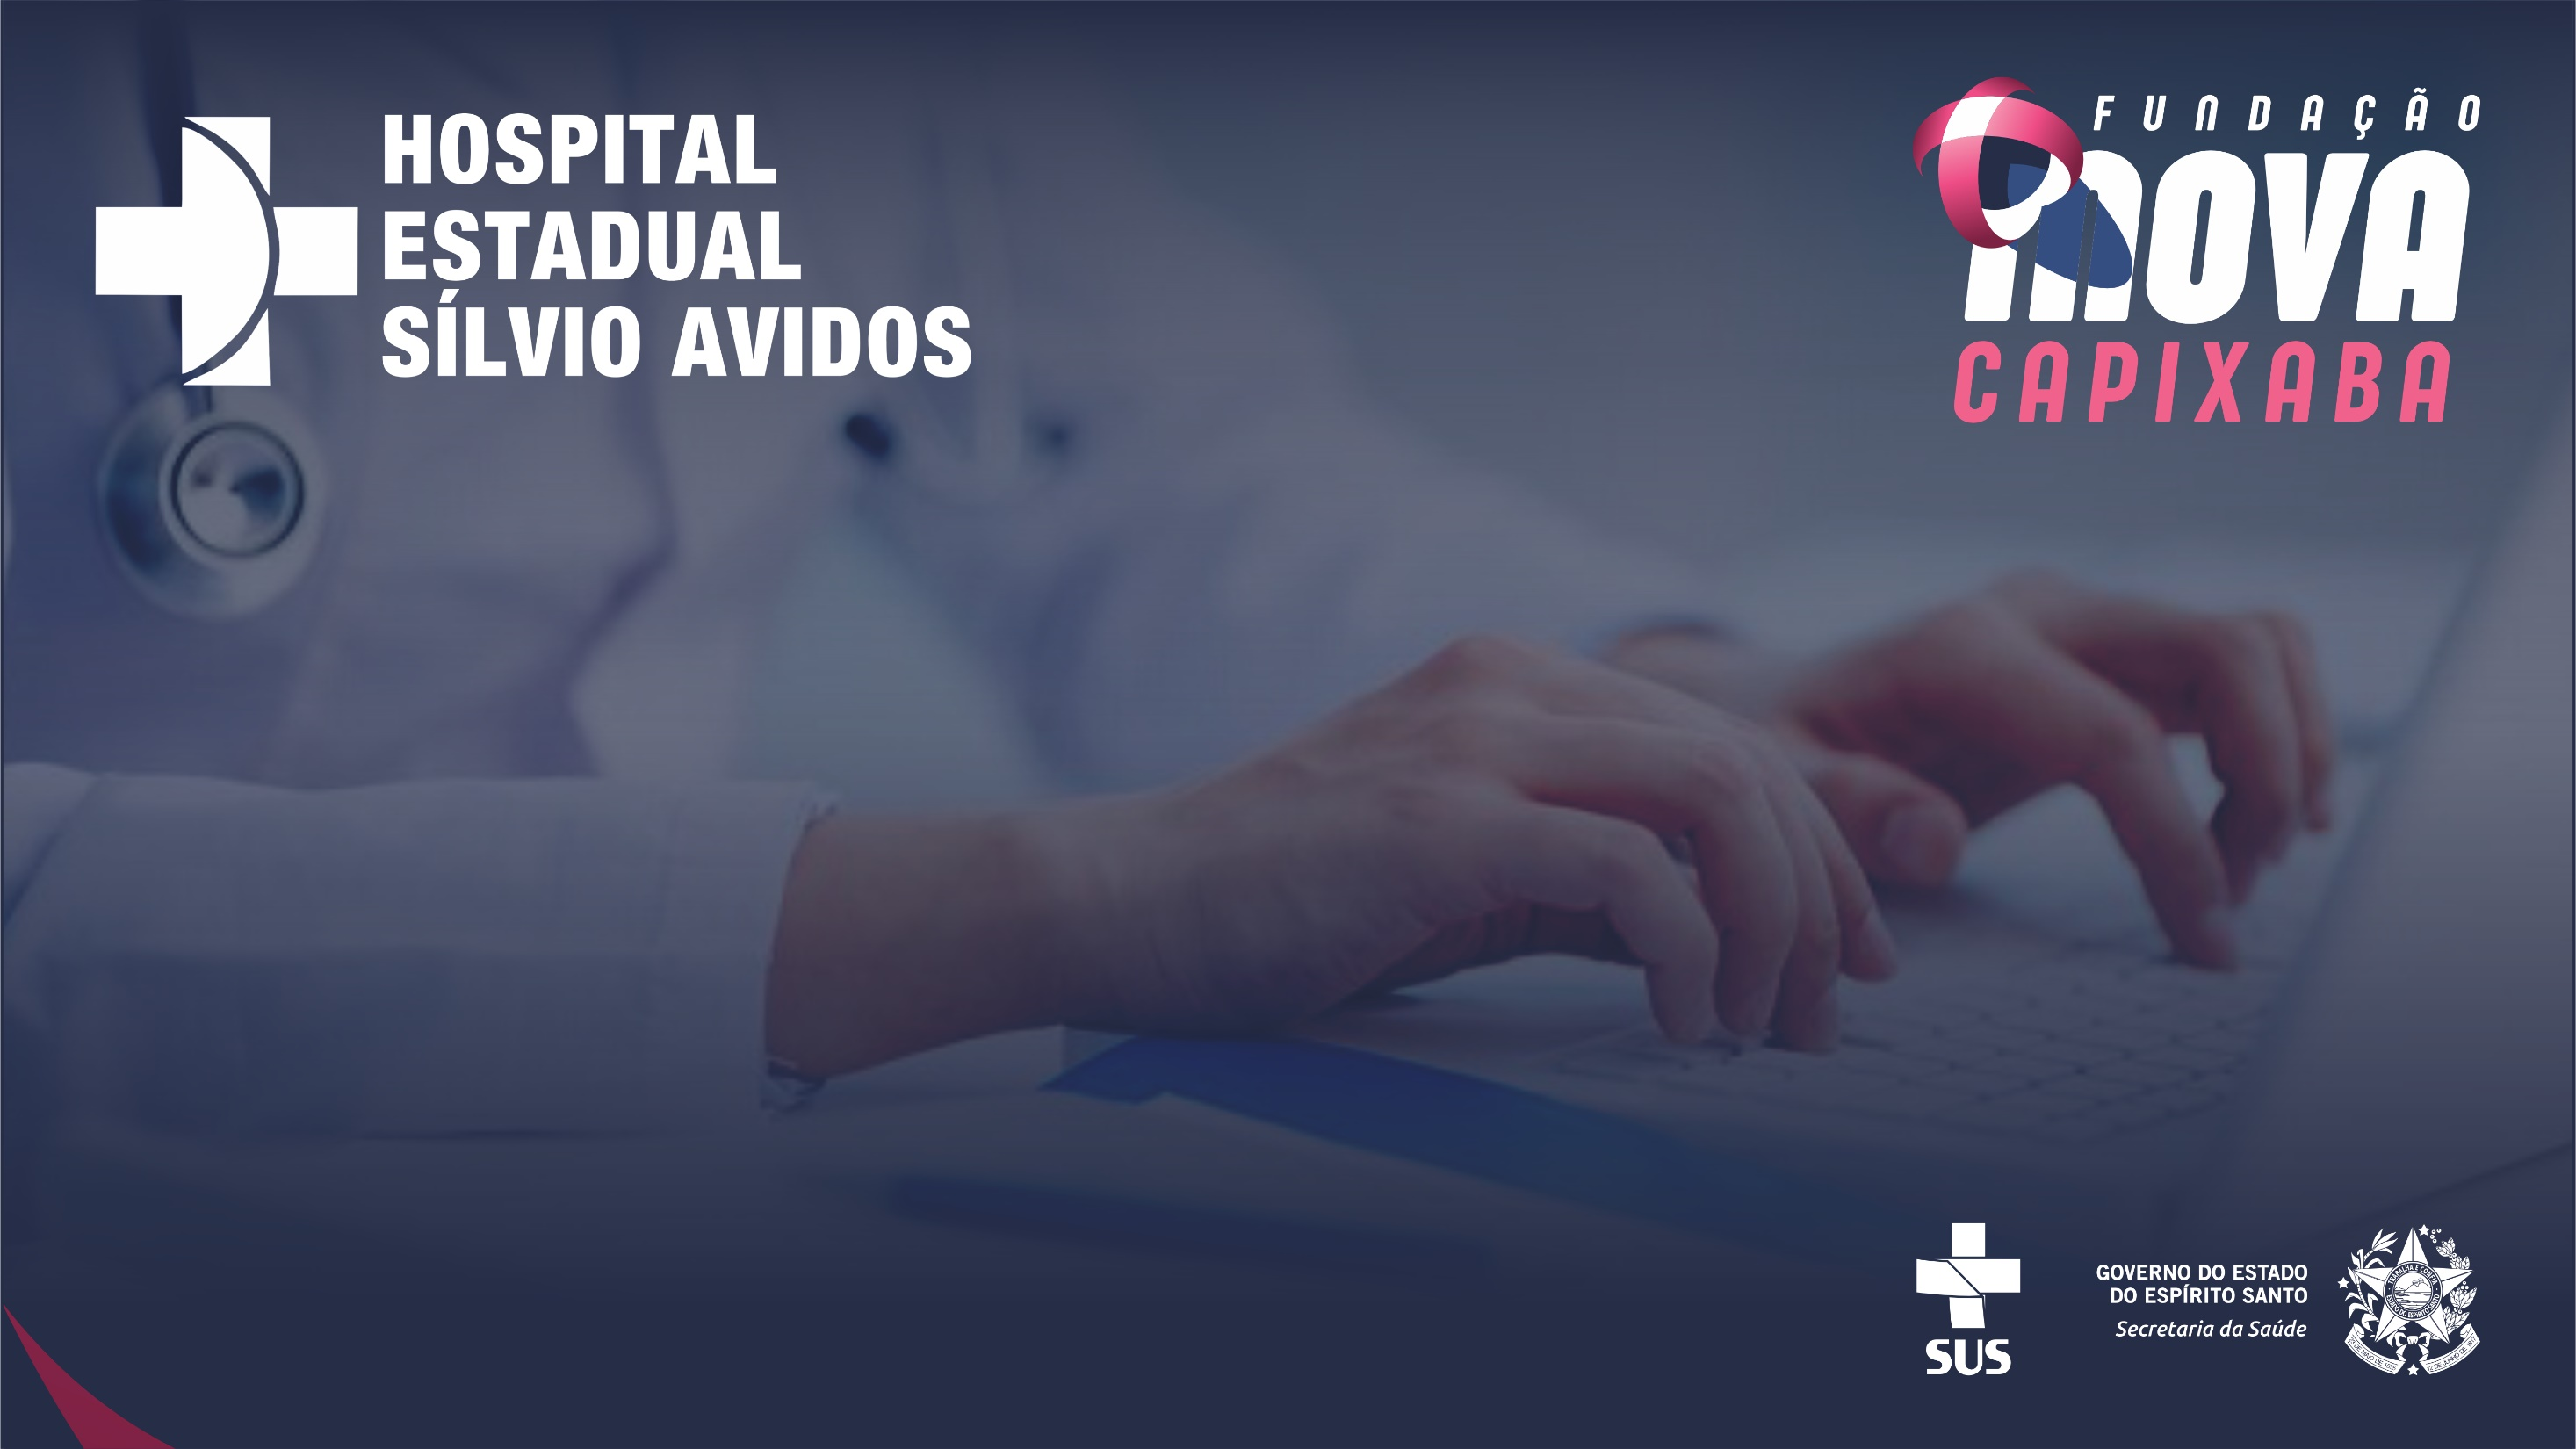 HOSPITAL
ESTADUAL
SÍLVIO AVIDOS
FUNDAÇÃO
iNOVA
CAPIXABA
SUS
GOVERNO DO ESTADO
DO ESPÍRITO SANTO
Secretaria da Saúde